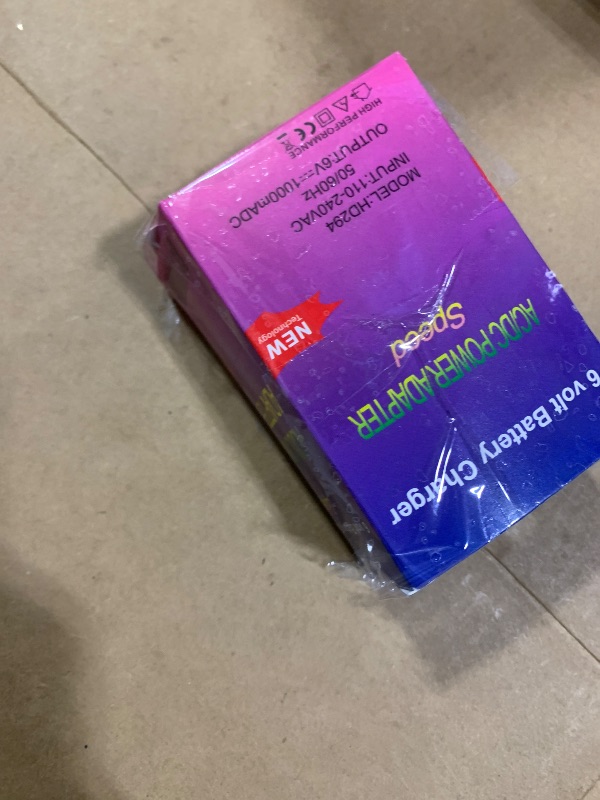 6 volt Battery Charger
AC/DC POWER ADAPTER
Speed
NEW
Technology
MODEL:HD294
INPUT:110-240VAC
50/60Hz
OUTPUT:6V⎓1000mADC
CE
HIGH PERFORMANCE